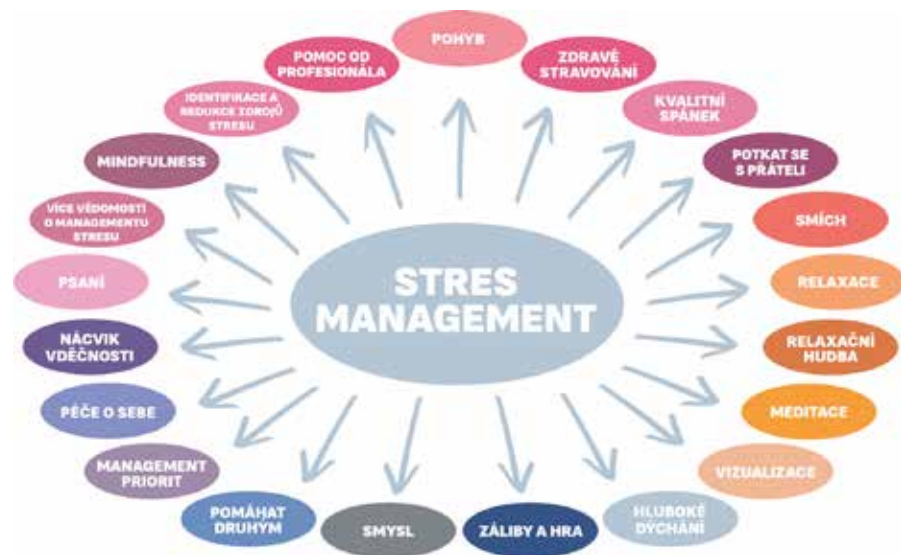 POHYB
ZDRAVÉ
STRAVOVÁNÍ
KVALITNÍ
SPÁNEK
POTKAT SE
S PŘÁTELI
SMÍCH
RELAXACE
RELAXAČNÍ
HUDBA
MEDITACE
VIZUALIZACE
HLUBOKÉ
DÝCHÁNÍ
ZÁLIBY A HRA
SMYSL
POMÁHAT
DRUHÝM
MANAGEMENT
PRIORIT
PÉČE O SEBE
NÁCVIK
VDĚČNOSTI
PSANÍ
VÍCE VĚDOMOSTÍ
O MANAGEMENTU
STRESU
MINDFULNESS
IDENTIFIRACE A
REDUKCE ZDROJŮ
STRESU
POMOC OD
PROFESIONÁLA
STRES
MANAGEMENT